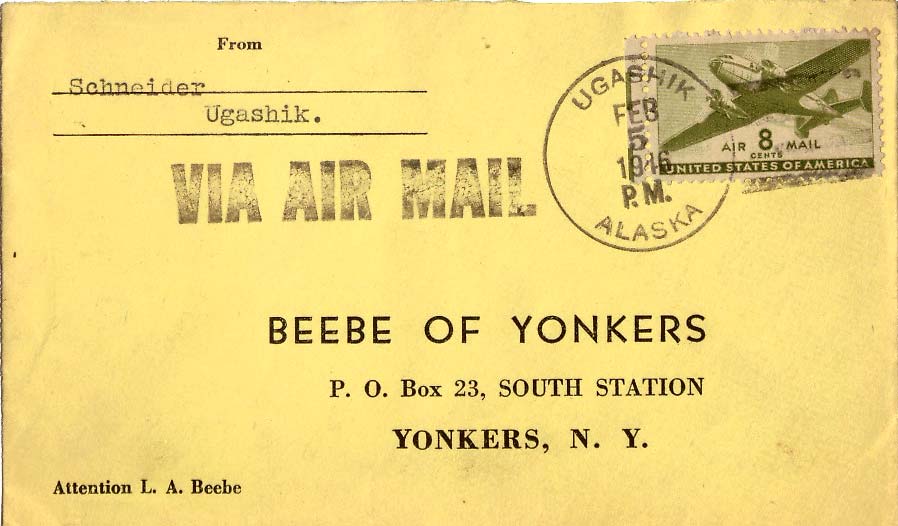 From
Schneider
Ugashik.
UGASHIK
FEB
5
1946
P.M.
ALASKA
AIR 8 MAIL
CENTS
UNITED STATES OF AMERICA
VIA AIR MAIL
BEEBE OF YONKERS
P. O. Box 23, SOUTH STATION
YONKERS, N. Y.
Attention L. A. Beebe